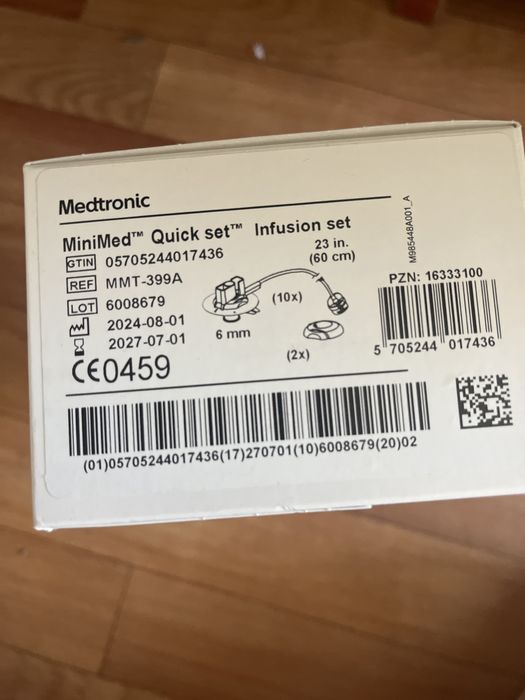 Medtronic
MiniMed™ Quick set™ Infusion set
GTIN 05705244017436
REF MMT-399A
LOT 6008679
2024-08-01
2027-07-01
CE0459
23 in.
(60 cm)
(10x)
6 mm
(2x)
M985448A001_A
PZN: 16333100
5 705244 017436
(01)05705244017436(17)270701(10)6008679(20)02